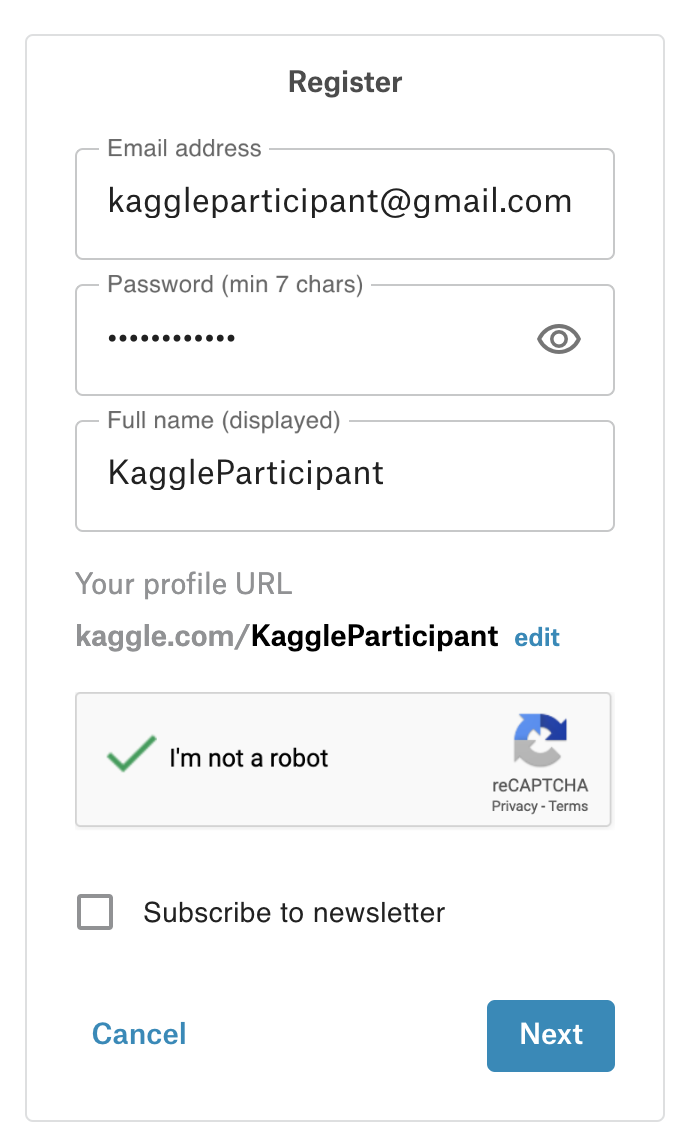 Register
Email address
kaggleparticipant@gmail.com
Password (min 7 chars)
••••••••••••
Full name (displayed)
KaggleParticipant
Your profile URL
kaggle.com/KaggleParticipant edit
I'm not a robot
reCAPTCHA
Privacy - Terms
Subscribe to newsletter
Cancel Next